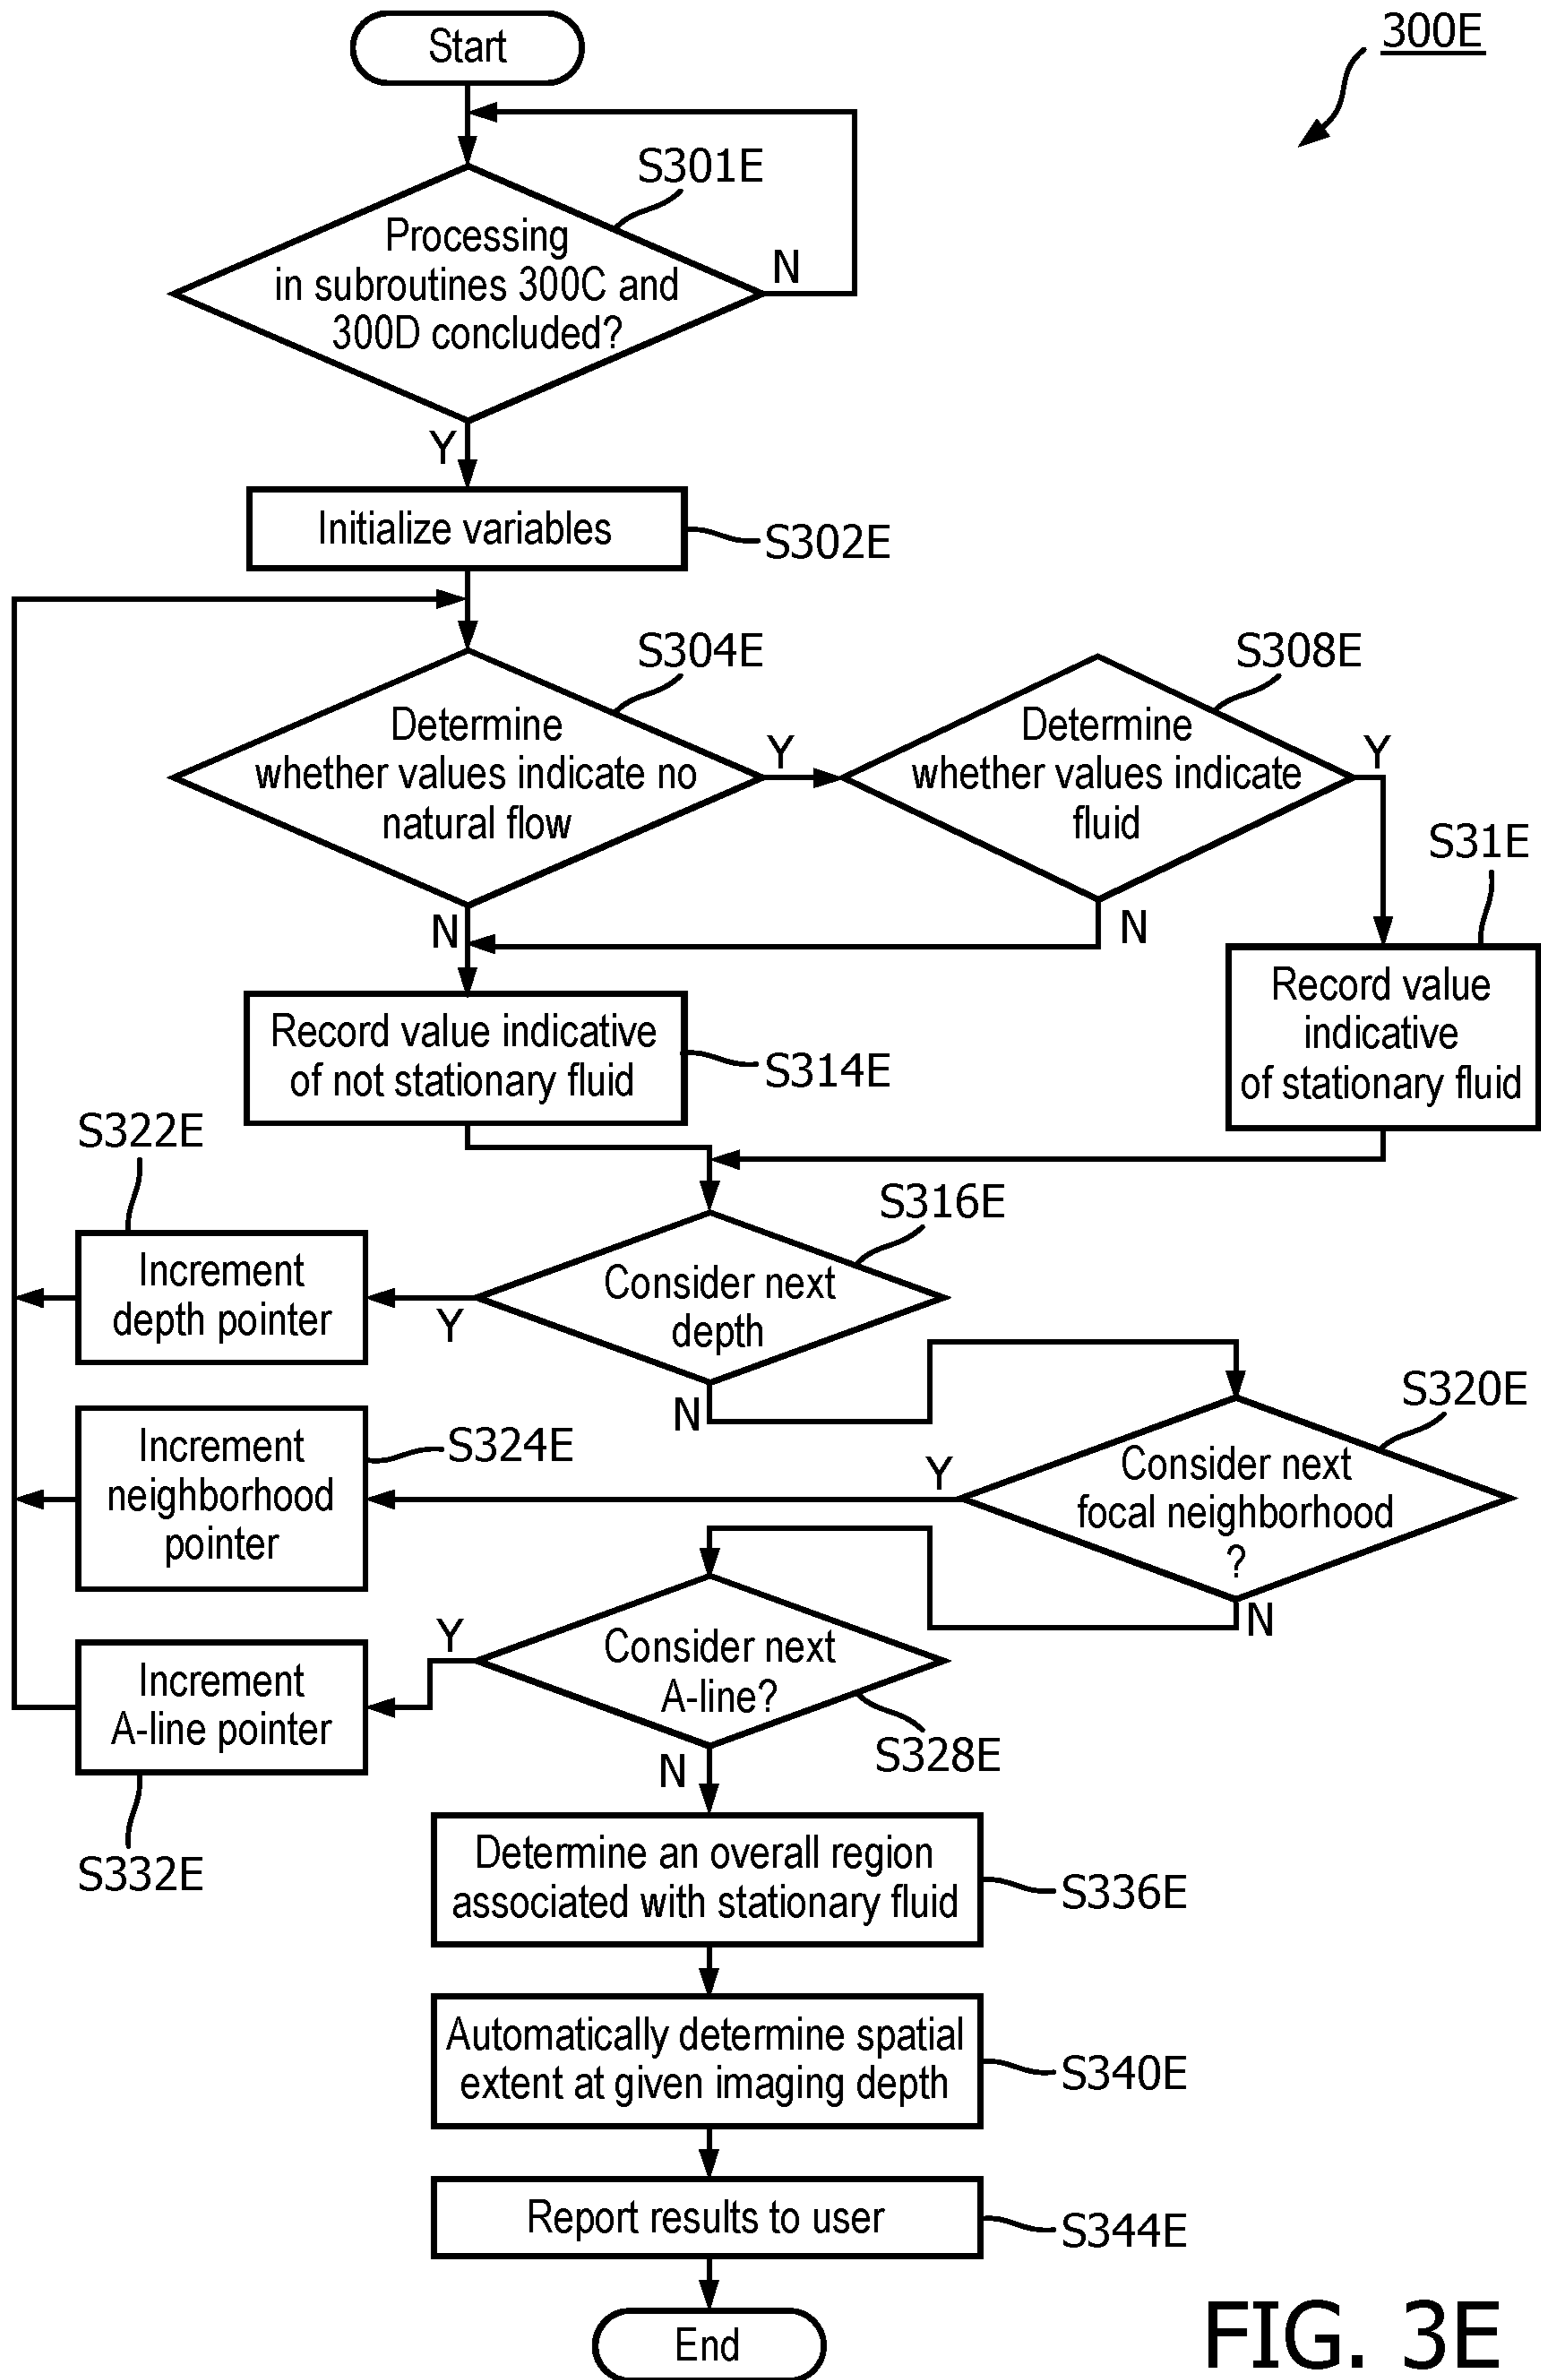 300E
Start
S301E
Processing
in subroutines 300C and
300D concluded?
N
Y
Initialize variables
S302E
S304E
Determine
whether values indicate no
natural flow
Y
N
S308E
Determine
whether values indicate
fluid
Y
N
S31E
Record value
indicative
of stationary fluid
Record value indicative
of not stationary fluid
S314E
S322E
Increment
depth pointer
S316E
Consider next
depth
Y
N
S320E
Consider next
focal neighborhood
?
Y
N
Increment
neighborhood
pointer
S324E
Consider next
A-line?
Y
N
S328E
Increment
A-line pointer
S332E
Determine an overall region
associated with stationary fluid
S336E
Automatically determine spatial
extent at given imaging depth
S340E
Report results to user
S344E
End
FIG. 3E